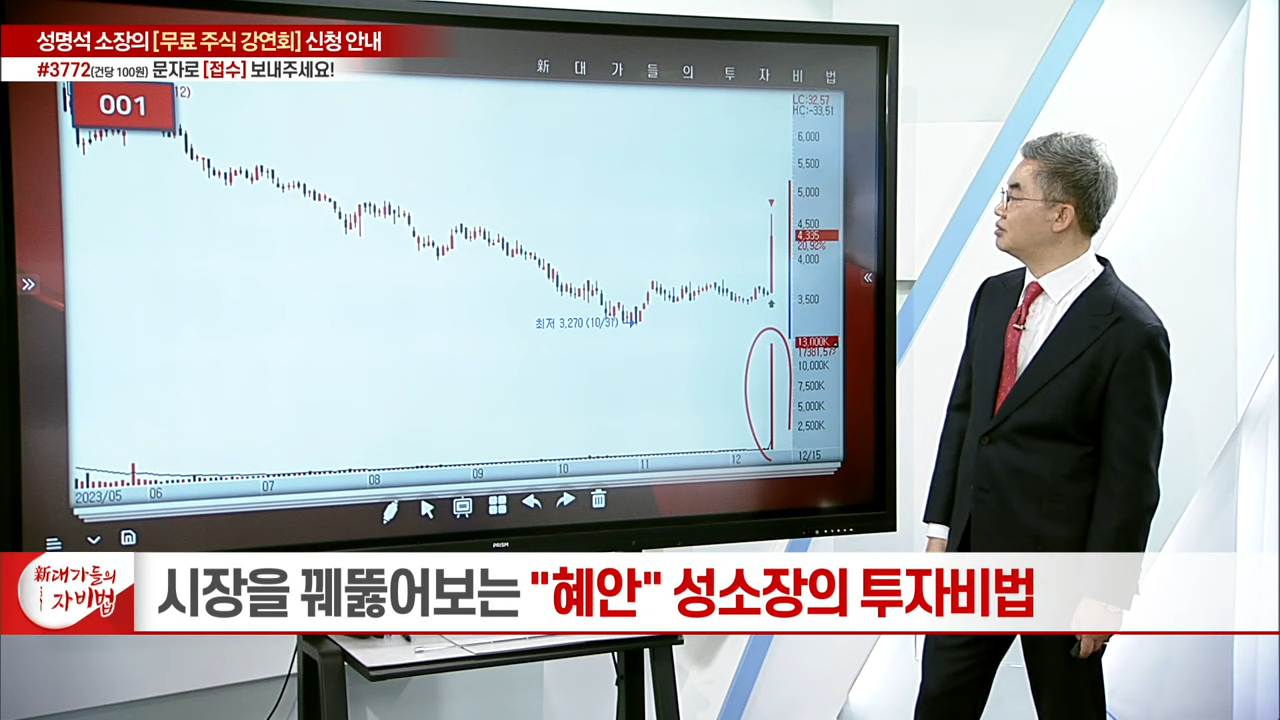 성명석 소장의 [무료 주식 강연회] 신청 안내
#3772(건당 100원) 문자로 [접수] 보내주세요!
新 대가들의 투자비법
001
12)
LC:32,57
HC:-33,51
6,000
5,500
5,000
4,500
4,335
20,92%
4,000
3,500
최저 3,270 (10/31)
13,000K
10,000K
7,500K
5,000K
2,500K
2023/05
06
07
08
09
10
11
12
12/15
PRISM
新대가들의
투자비법
시장을 꿰뚫어보는 "혜안" 성소장의 투자비법